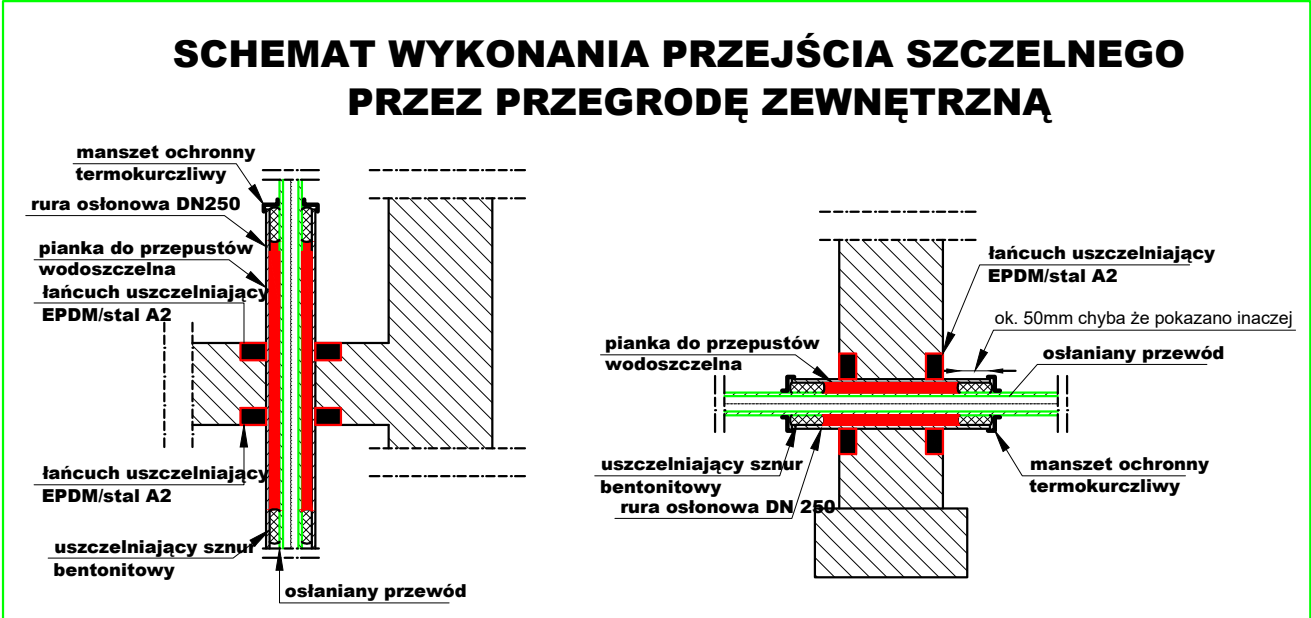 SCHEMAT WYKONANIA PRZEJŚCIA SZCZELNEGO
PRZEZ PRZEGRODĘ ZEWNĘTRZNĄ
manszet ochronny
termokurczliwy
rura osłonowa DN250
pianka do przepustów
wodoszczelna
łańcuch uszczelniający
EPDM/stal A2
łańcuch uszczelniający
EPDM/stal A2
uszczelniający sznur
bentonitowy
osłaniany przewód
łańcuch uszczelniający
EPDM/stal A2
ok. 50mm chyba że pokazano inaczej
osłaniany przewód
pianka do przepustów
wodoszczelna
uszczelniający sznur
bentonitowy
rura osłonowa DN 250
manszet ochronny
termokurczliwy